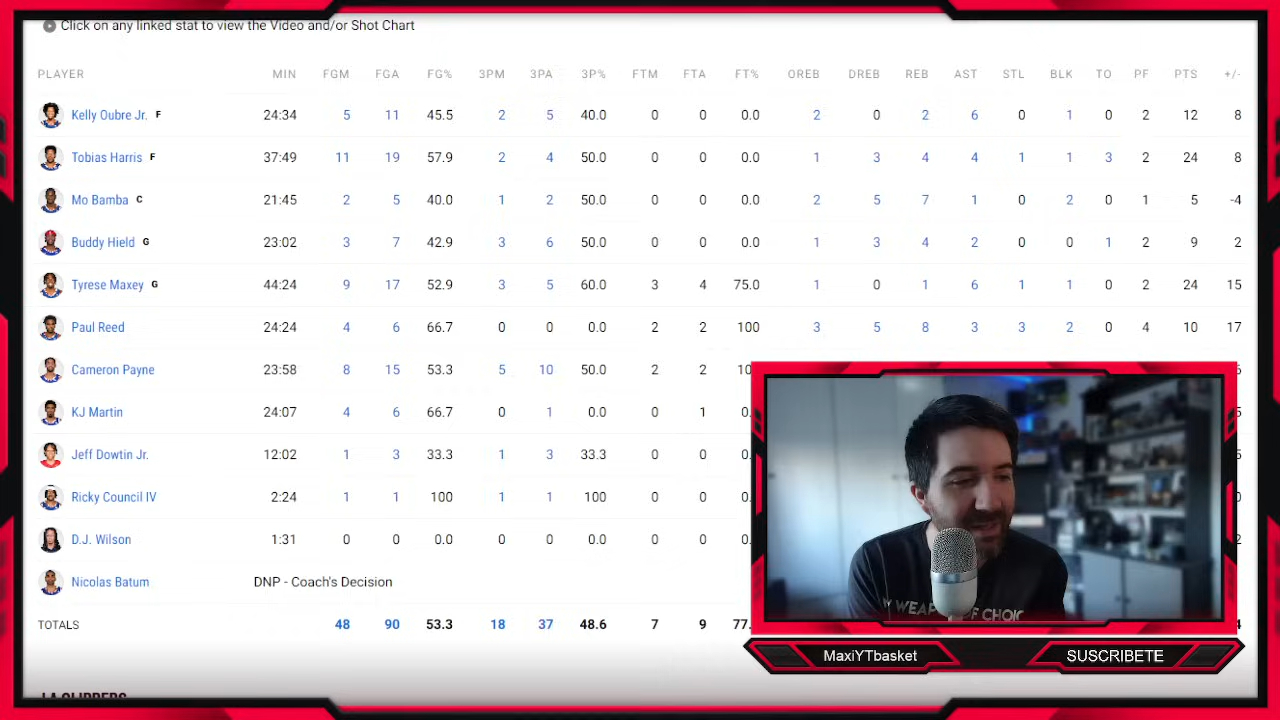 Click on any linked stat to view the Video and/or Shot Chart
PLAYER MIN FGM FGA FG% 3PM 3PA 3P% FTM FTA FT% OREB DREB REB AST STL BLK TO PF PTS +/-
Kelly Oubre Jr. F 24:34 5 11 45.5 2 5 40.0 0 0 0.0 2 0 2 6 0 1 0 2 12 8
Tobias Harris F 37:49 11 19 57.9 2 4 50.0 0 0 0.0 1 3 4 4 1 1 3 2 24 8
Mo Bamba C 21:45 2 5 40.0 1 2 50.0 0 0 0.0 2 5 7 1 0 2 0 1 5 -4
Buddy Hield G 23:02 3 7 42.9 3 6 50.0 0 0 0.0 1 3 4 2 0 0 1 2 9 2
Tyrese Maxey G 44:24 9 17 52.9 3 5 60.0 3 4 75.0 1 0 1 6 1 1 0 2 24 15
Paul Reed 24:24 4 6 66.7 0 0 0.0 2 2 100 3 5 8 3 3 2 0 4 10 17
Cameron Payne 23:58 8 15 53.3 5 10 50.0 2 2
KJ Martin 24:07 4 6 66.7 0 1 0.0 0 1
Jeff Dowtin Jr. 12:02 1 3 33.3 1 3 33.3 0 0
Ricky Council IV 2:24 1 1 100 1 1 100 0 0
D.J. Wilson 1:31 0 0 0.0 0 0 0.0 0 0
Nicolas Batum DNP - Coach's Decision
TOTALS 48 90 53.3 18 37 48.6 7 9
LA CLIPPERS
WEAP OF CHOIC
MaxiYTbasket
SUSCRIBETE